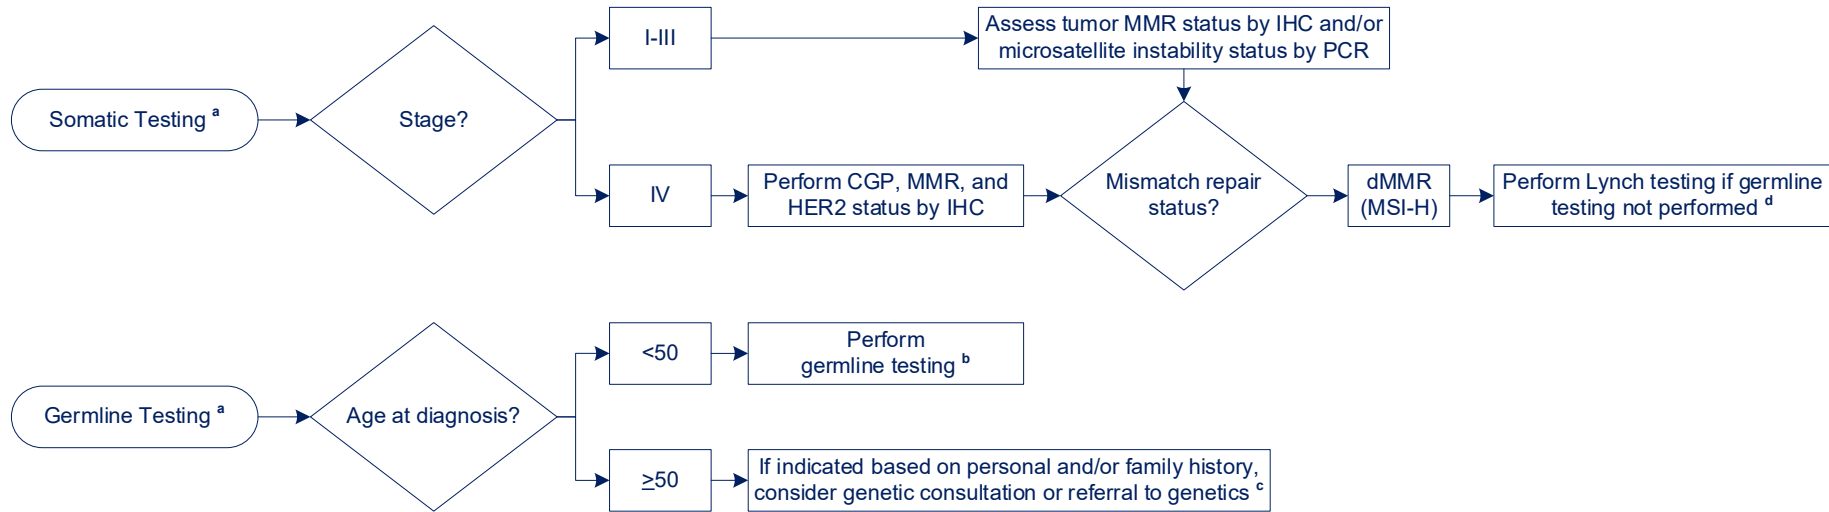 Somatic Testing a
Stage?
I-III
Assess tumor MMR status by IHC and/or
microsatellite instability status by PCR
IV
Perform CGP, MMR, and
HER2 status by IHC
Mismatch repair
status?
dMMR
(MSI-H)
Perform Lynch testing if germline
testing not performed d
Germline Testing a
Age at diagnosis?
<50
Perform
germline testing b
≥50
If indicated based on personal and/or family history,
consider genetic consultation or referral to genetics c